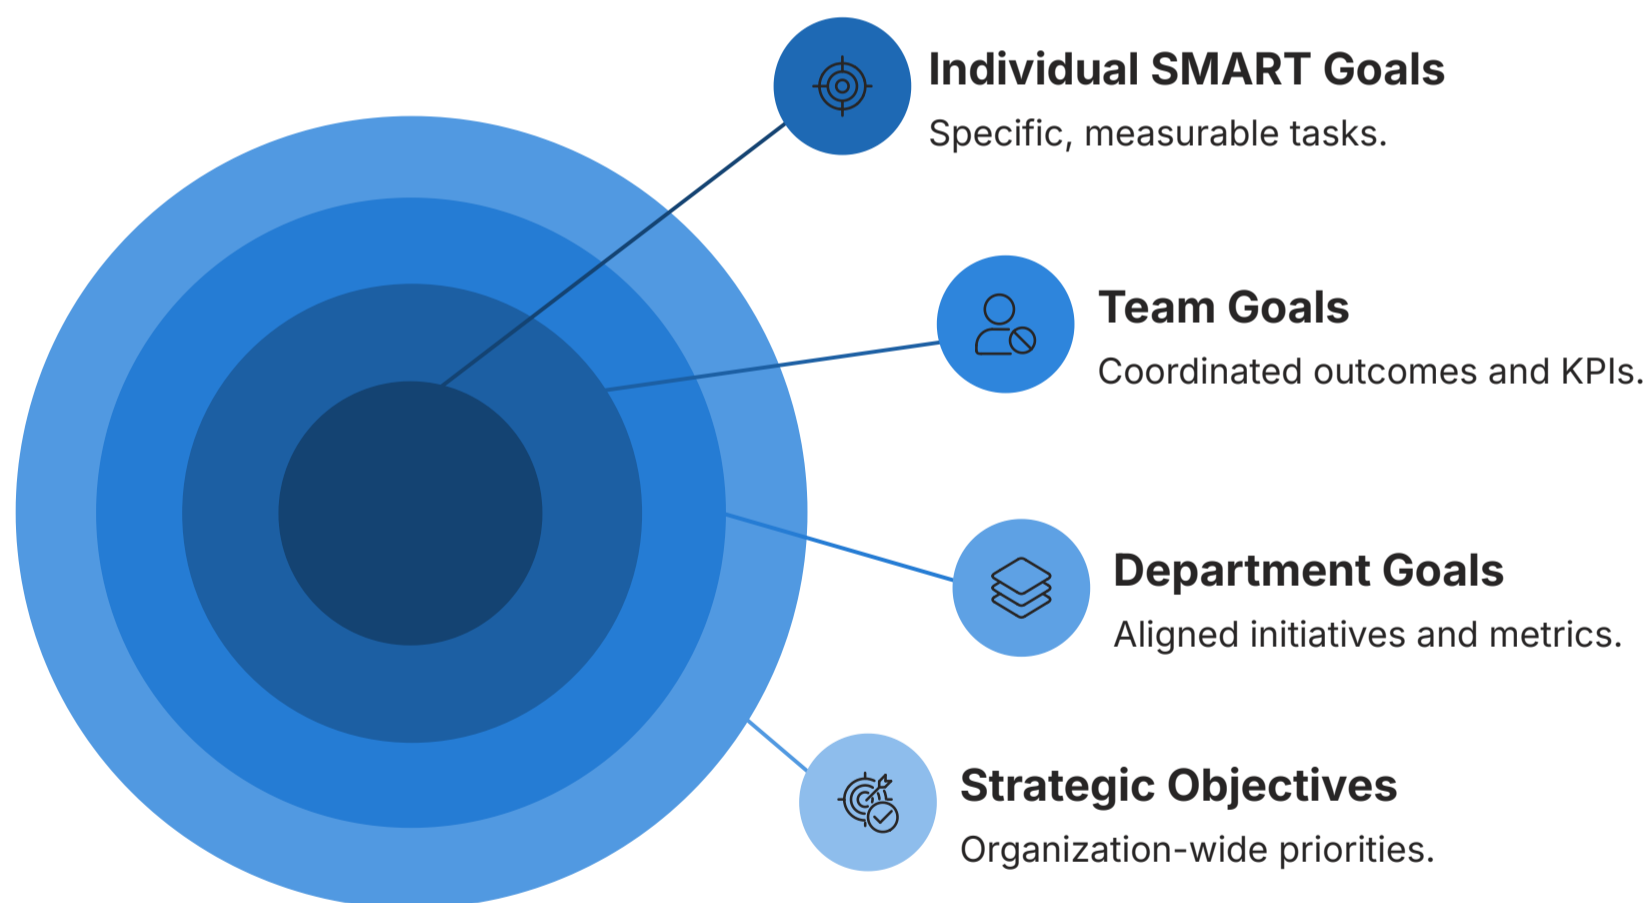 Individual SMART Goals
Specific, measurable tasks.
Team Goals
Coordinated outcomes and KPIs.
Department Goals
Aligned initiatives and metrics.
Strategic Objectives
Organization-wide priorities.